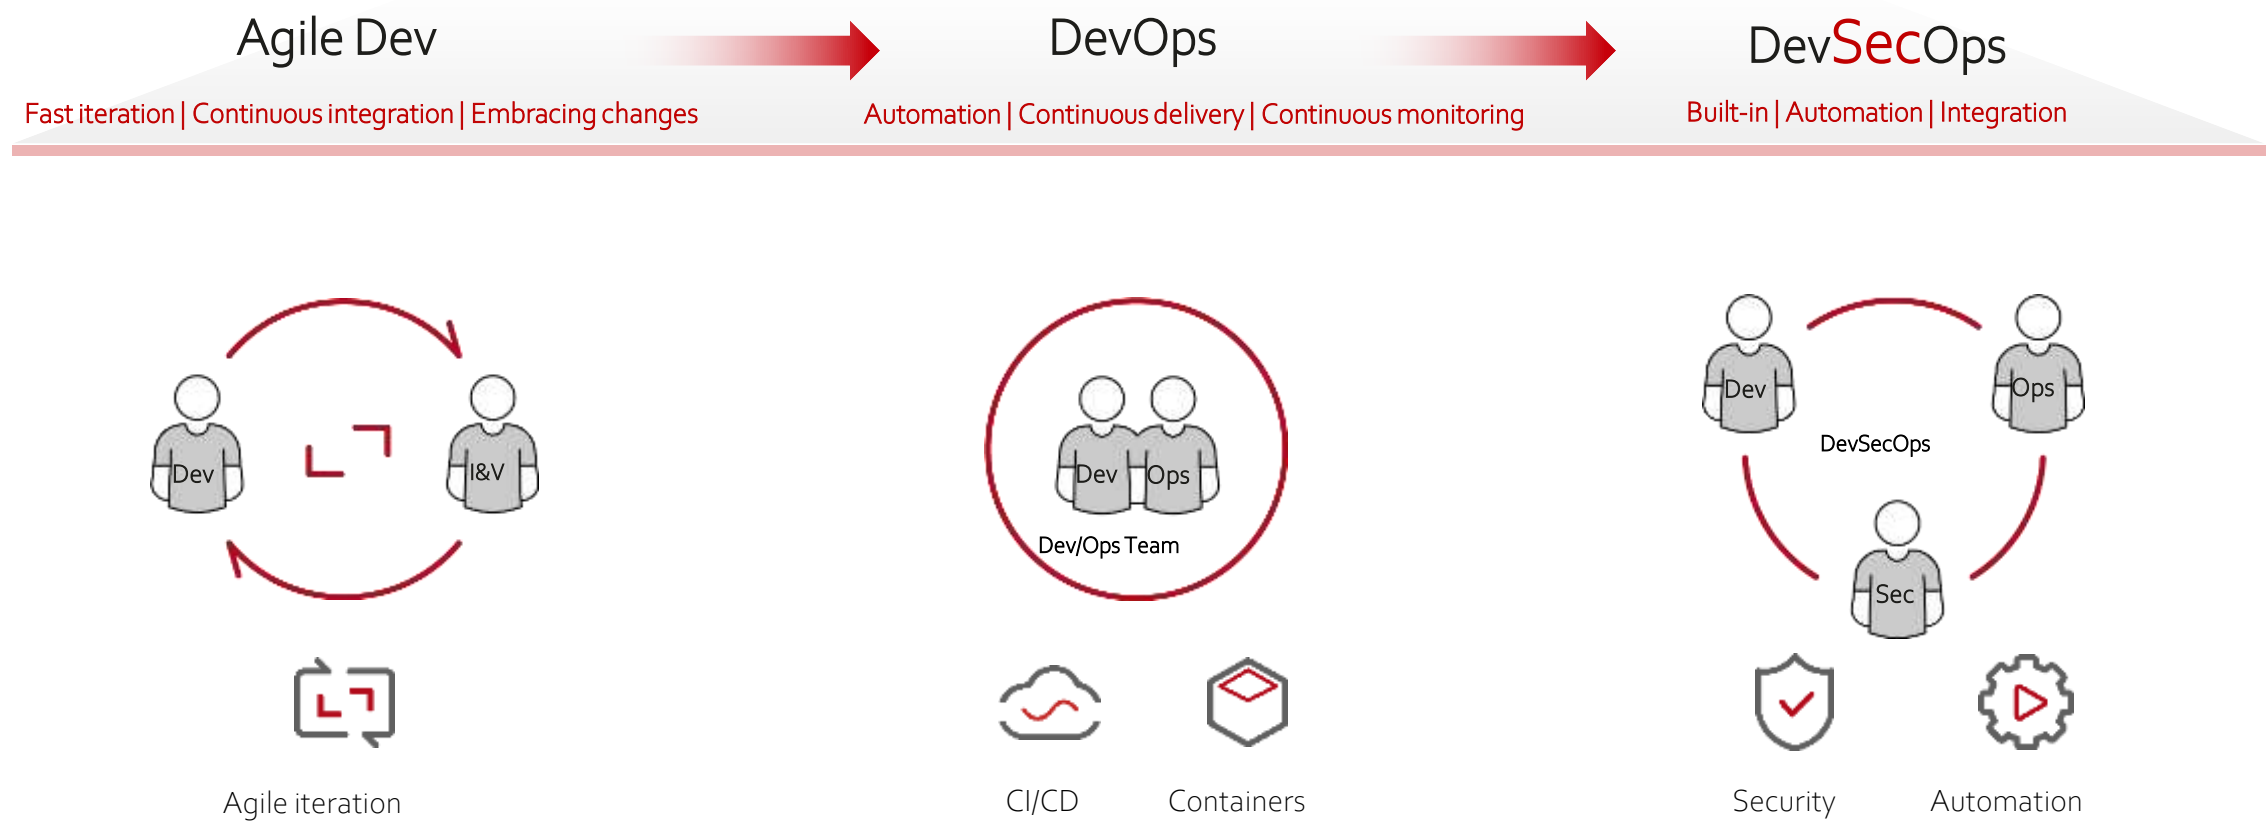 Agile Dev
DevOps
DevSecOps
Fast iteration | Continuous integration | Embracing changes
Automation | Continuous delivery | Continuous monitoring
Built-in | Automation | Integration
Dev
I&V
Dev
Ops
Dev/Ops Team
Dev
Ops
DevSecOps
Sec
Agile iteration
CI/CD
Containers
Security
Automation